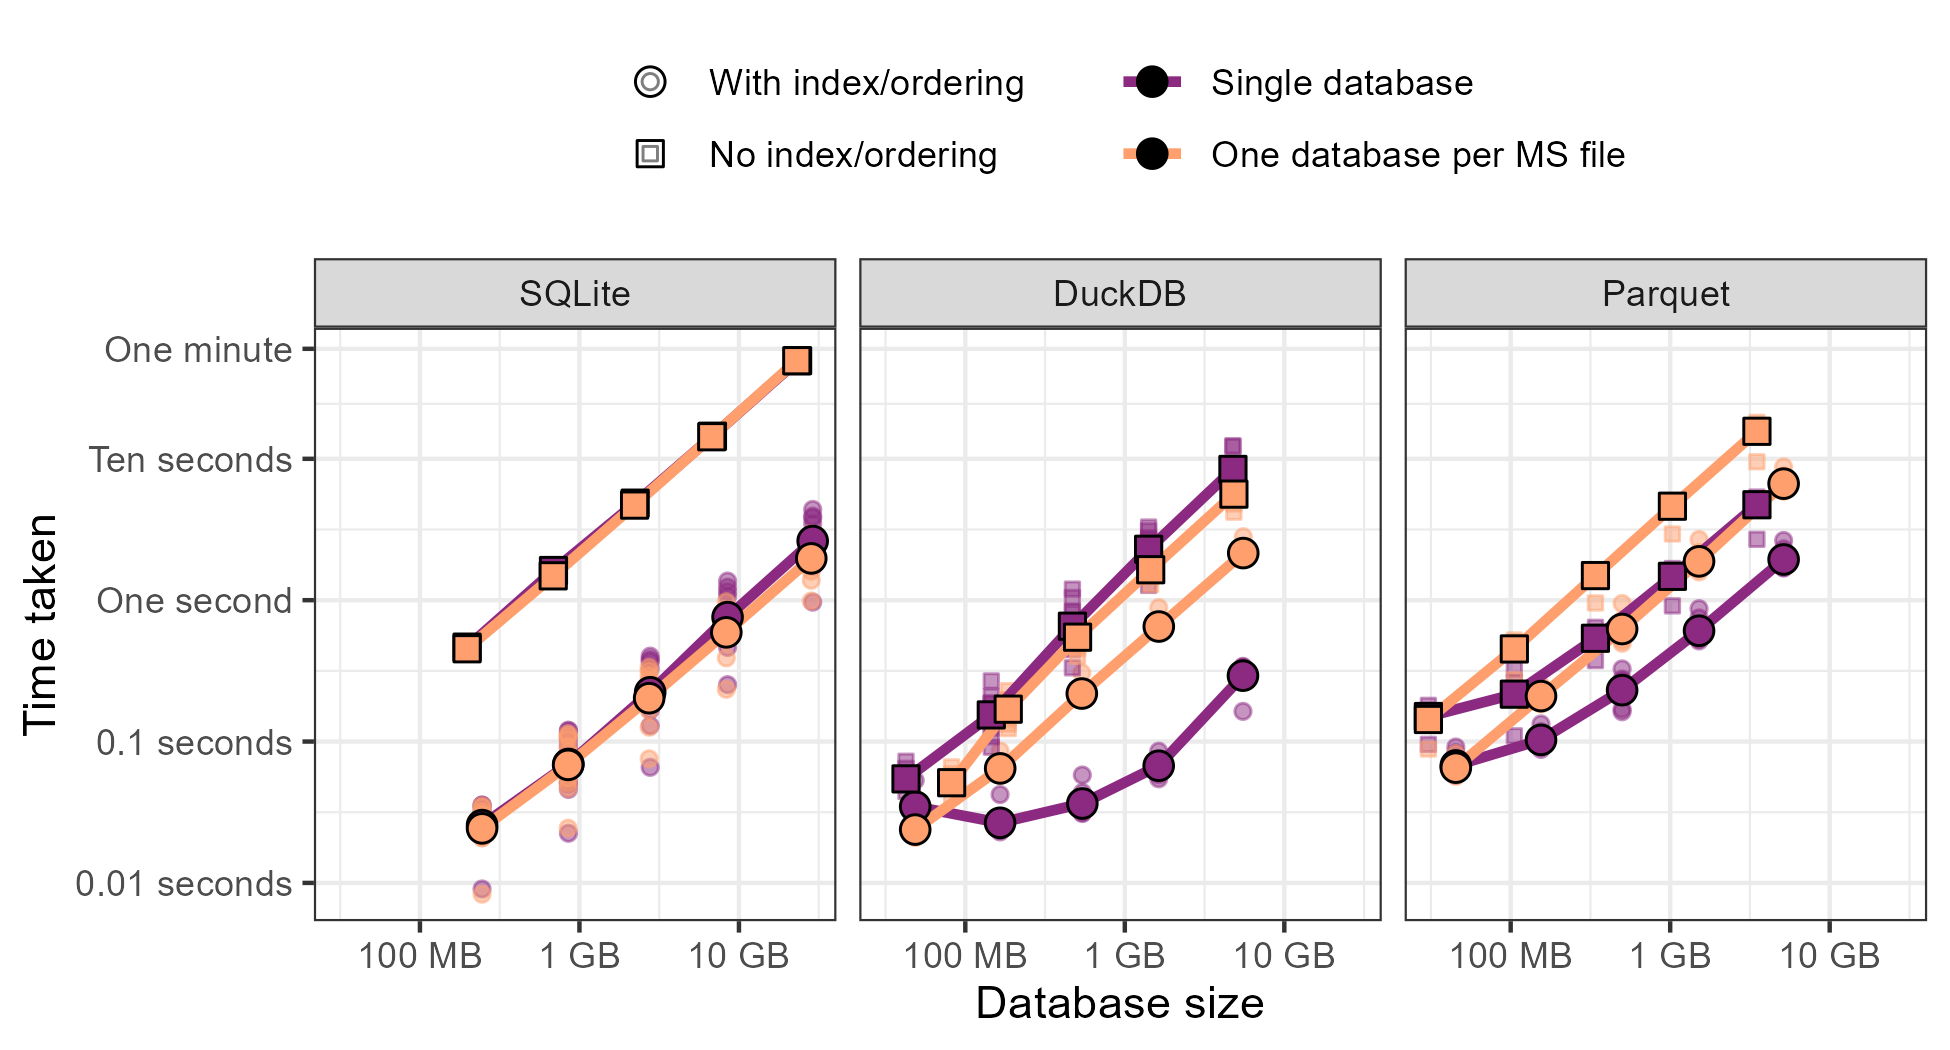 With index/ordering
Single database
No index/ordering
One database per MS file
SQLite
DuckDB
Parquet
Time taken
One minute
Ten seconds
One second
0.1 seconds
0.01 seconds
100 MB 1 GB 10 GB
100 MB 1 GB 10 GB
100 MB 1 GB 10 GB
Database size